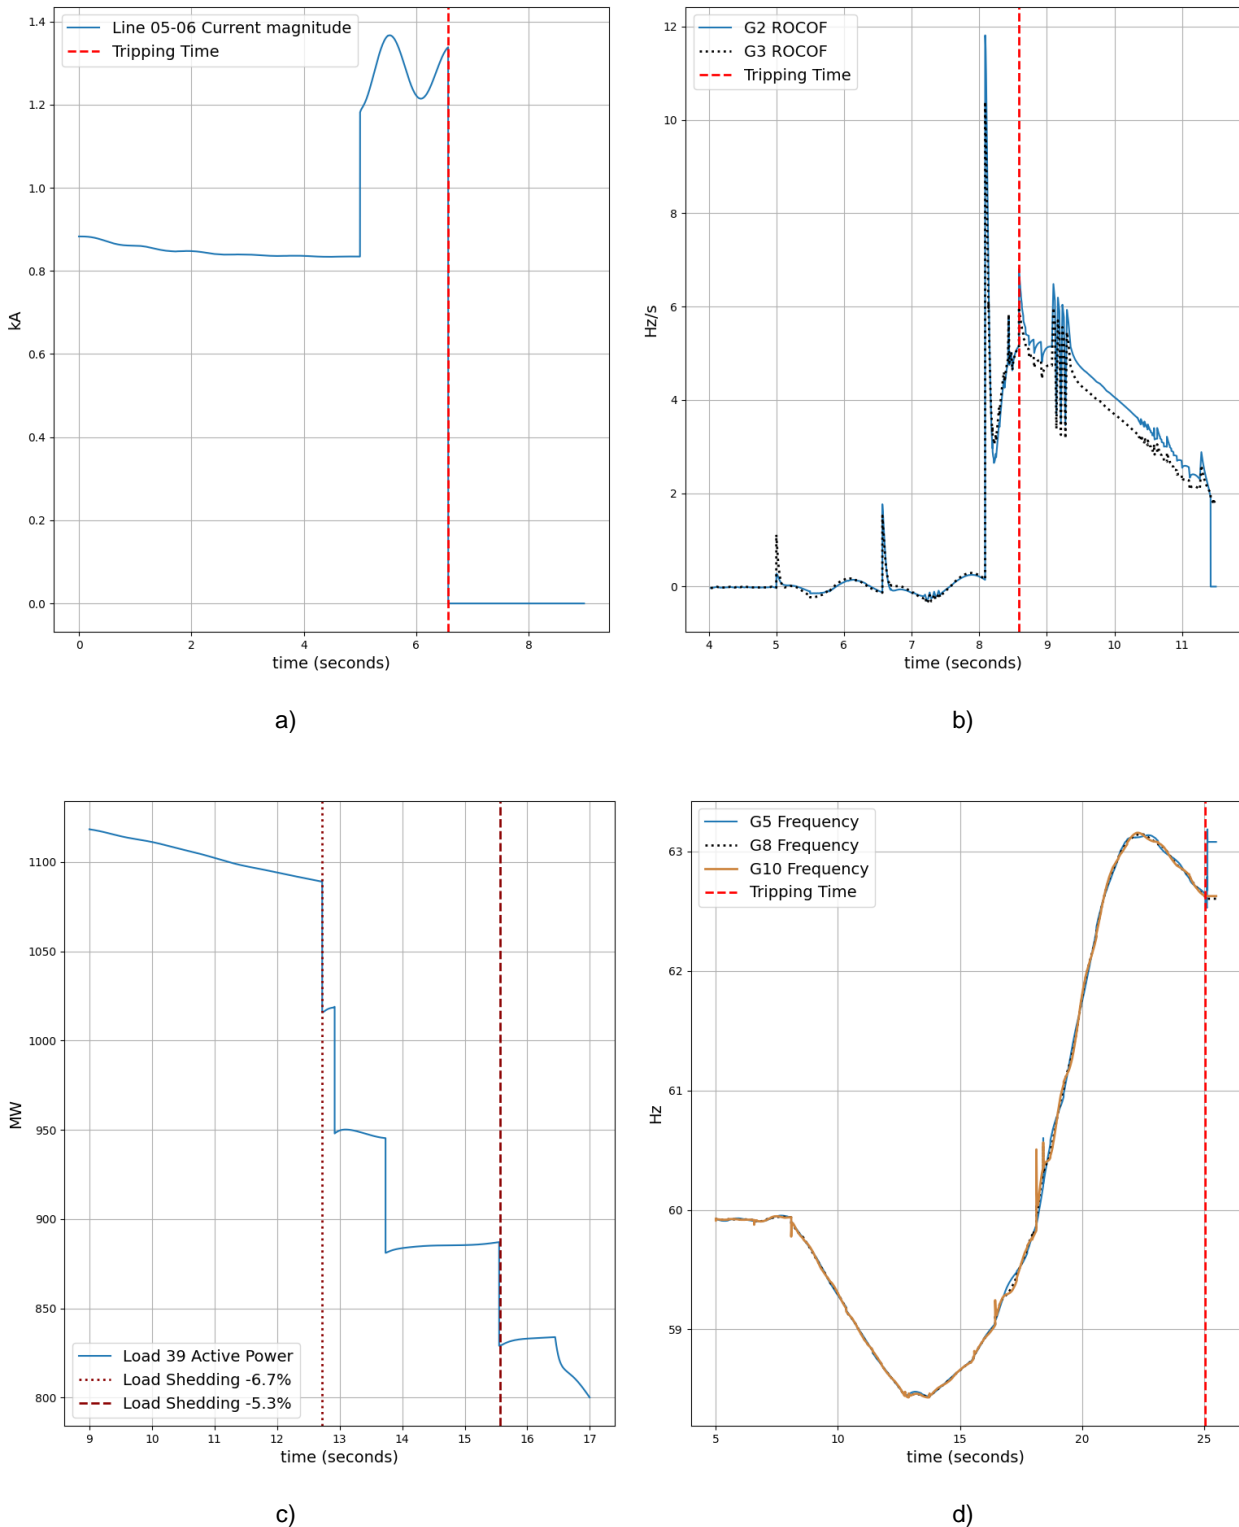 1.4
1.2
1.0
0.8
0.6
0.4
0.2
0.0
kA
Line 05-06 Current magnitude
Tripping Time
0 2 4 6 8
time (seconds)
a)
12
10
8
6
4
2
0
Hz/s
G2 ROCOF
G3 ROCOF
Tripping Time
4 5 6 7 8 9 10 11
time (seconds)
b)
1100
1050
1000
950
900
850
800
MW
Load 39 Active Power
Load Shedding -6.7%
Load Shedding -5.3%
9 10 11 12 13 14 15 16 17
time (seconds)
c)
63
62
61
60
59
Hz
G5 Frequency
G8 Frequency
G10 Frequency
Tripping Time
5 10 15 20 25
time (seconds)
d)